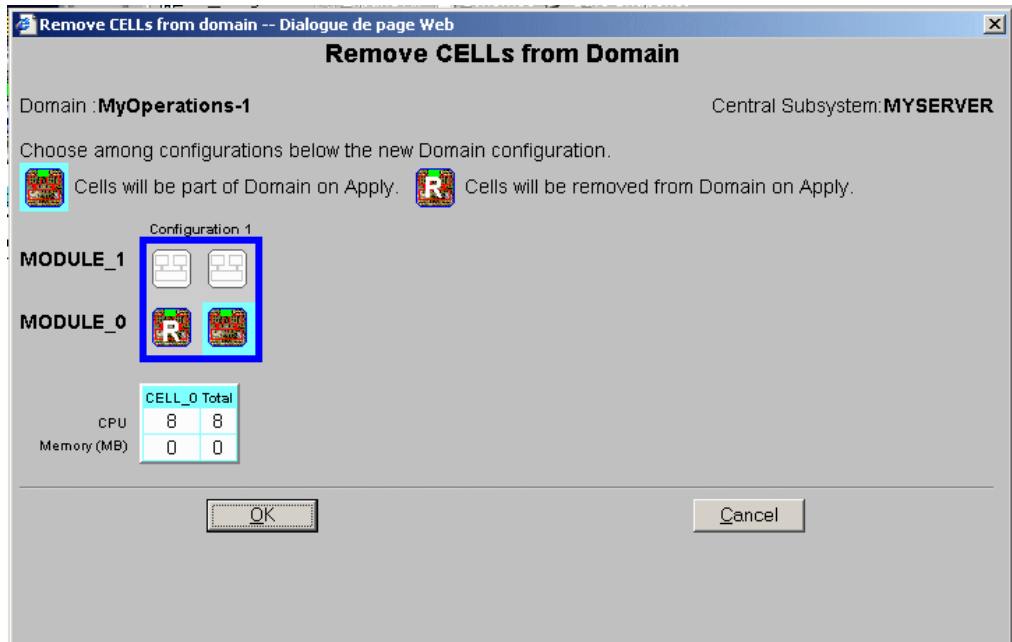 Remove CELLs from domain -- Dialogue de page Web
Remove CELLs from Domain
Domain :MyOperations-1 Central Subsystem:MYSERVER
Choose among configurations below the new Domain configuration.
Cells will be part of Domain on Apply. R Cells will be removed from Domain on Apply.
Configuration 1
MODULE_1
MODULE_0 R
CELL_0 Total
CPU 8 8
Memory (MB) 0 0
OK Cancel